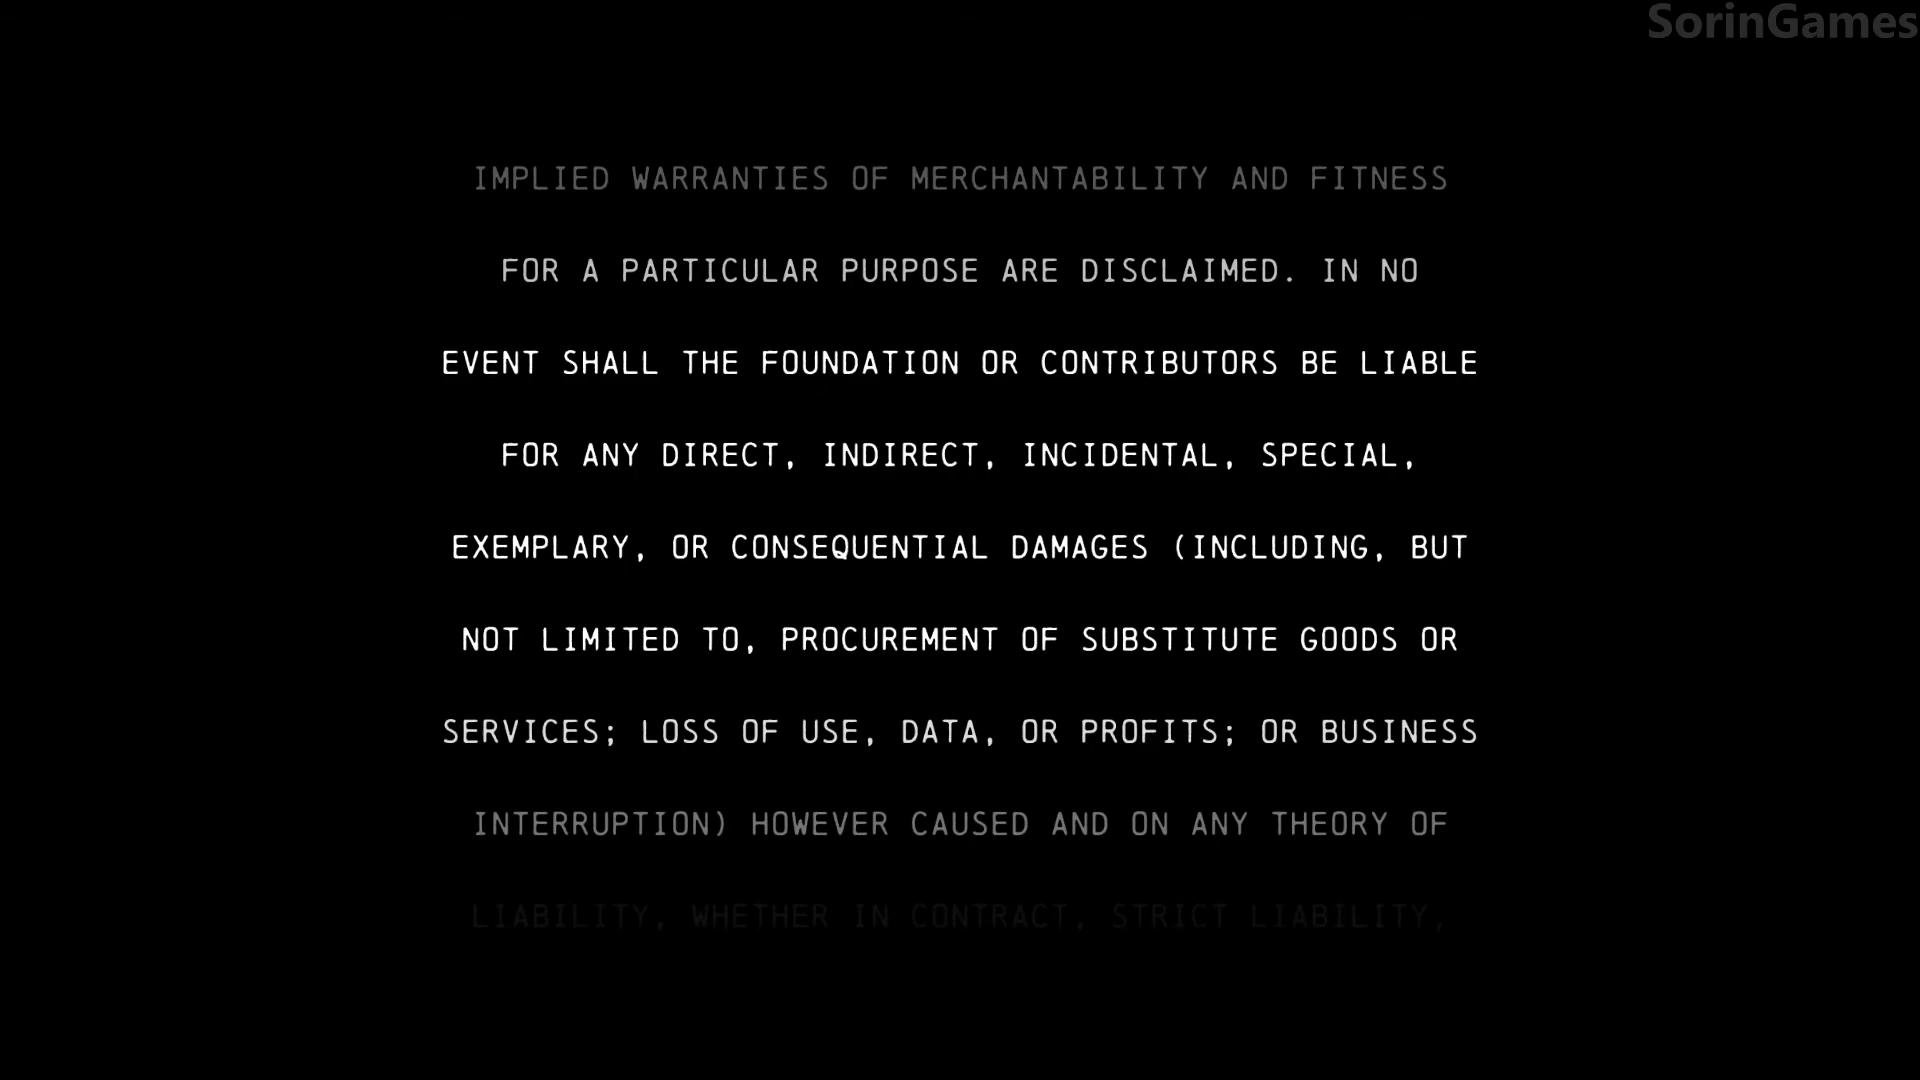 SorinGames
IMPLIED WARRANTIES OF MERCHANTABILITY AND FITNESS
FOR A PARTICULAR PURPOSE ARE DISCLAIMED. IN NO
EVENT SHALL THE FOUNDATION OR CONTRIBUTORS BE LIABLE
FOR ANY DIRECT, INDIRECT, INCIDENTAL, SPECIAL,
EXEMPLARY, OR CONSEQUENTIAL DAMAGES (INCLUDING, BUT
NOT LIMITED TO, PROCUREMENT OF SUBSTITUTE GOODS OR
SERVICES; LOSS OF USE, DATA, OR PROFITS; OR BUSINESS
INTERRUPTION) HOWEVER CAUSED AND ON ANY THEORY OF
LIABILITY, WHETHER IN CONTRACT, STRICT LIABILITY,